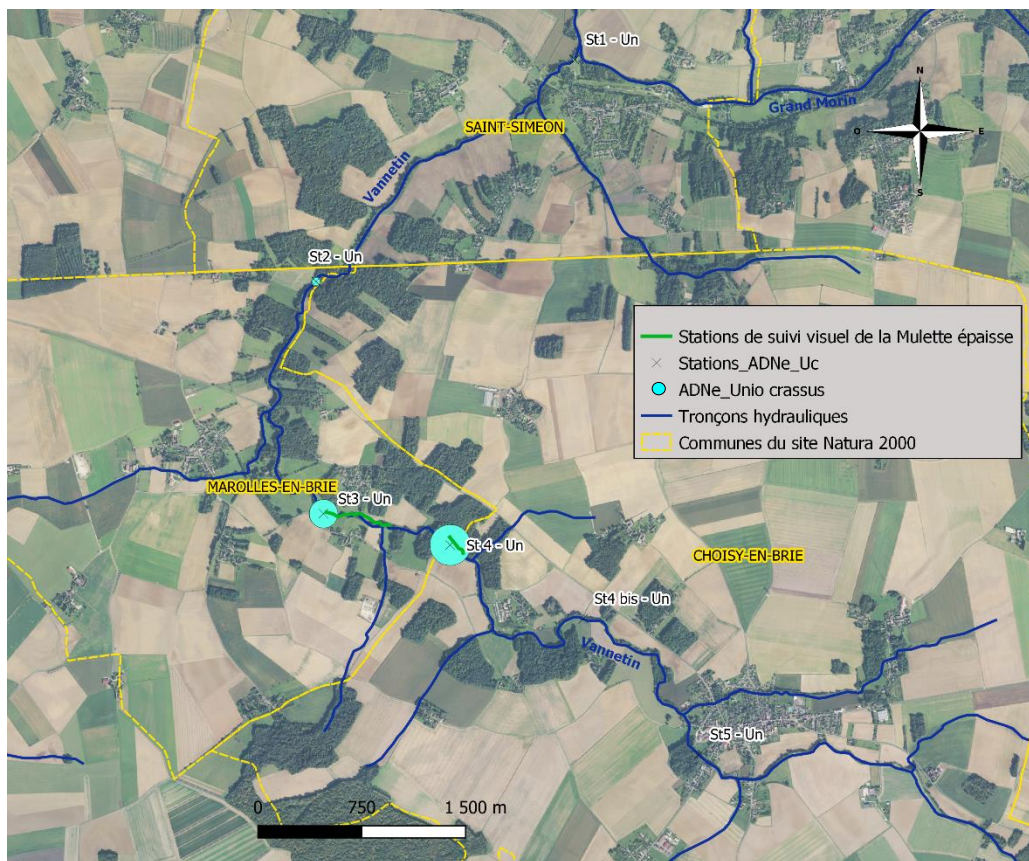 St1 - Un
Grand Morin
N
O
E
S
SAINT-SIMEON
Vannetin
St2 - Un
Stations de suivi visuel de la Mulette épaisse
Stations_ADNe_Uc
ADNe_Unio crassus
Tronçons hydrauliques
Communes du site Natura 2000
MAROLLES-EN-BRIE
St3 - Un
St 4 - Un
CHOISY-EN-BRIE
St4 bis - Un
Vannetin
St5 - Un
0 750 1 500 m